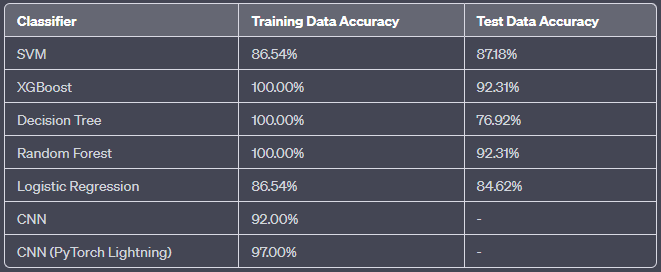 Classifier Training Data Accuracy Test Data Accuracy
SVM 86.54% 87.18%
XGBoost 100.00% 92.31%
Decision Tree 100.00% 76.92%
Random Forest 100.00% 92.31%
Logistic Regression 86.54% 84.62%
CNN 92.00% -
CNN (PyTorch Lightning) 97.00% -